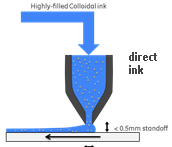 Highly-filled Colloidal ink
direct
ink
< 0.5mm standoff